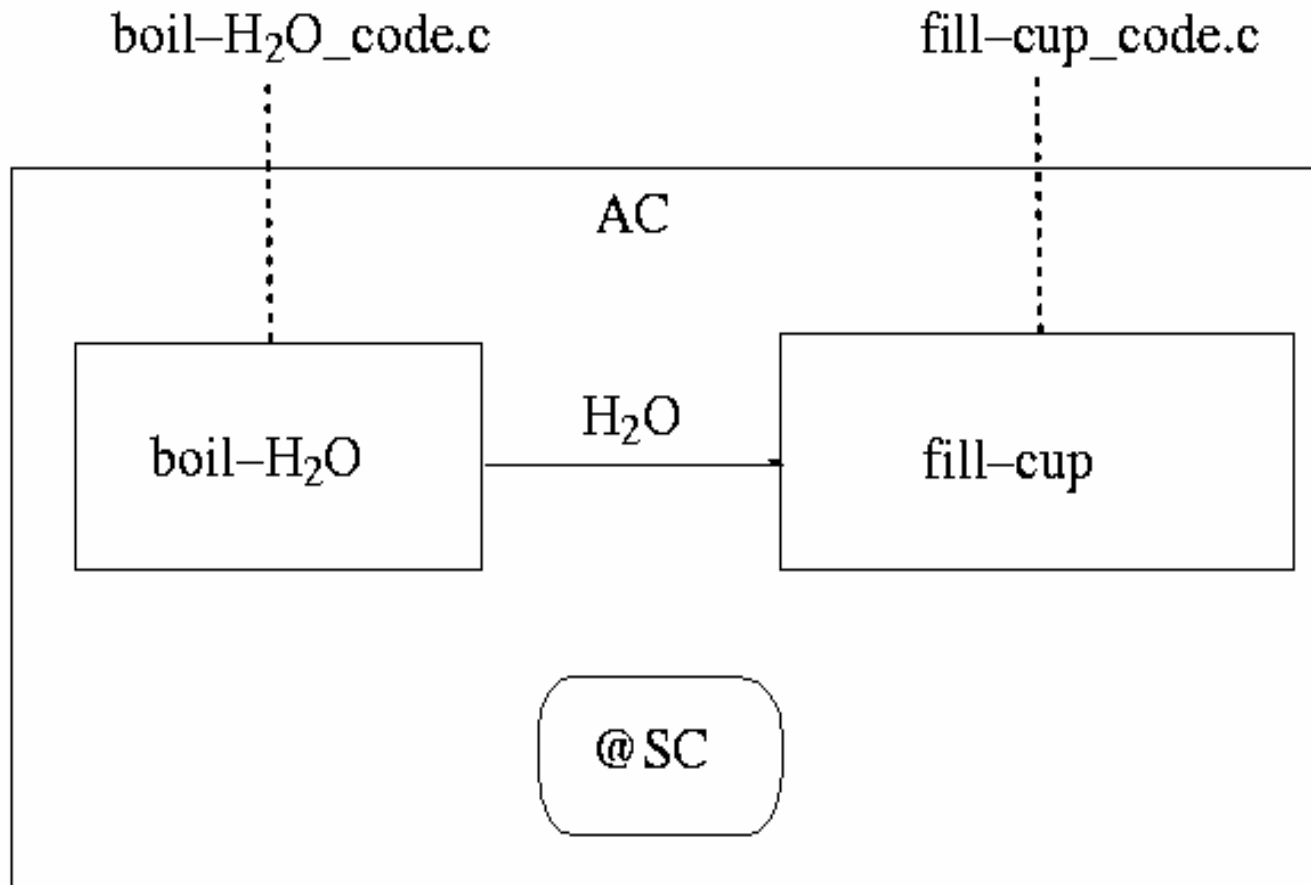 boil–H₂O_code.c
fill–cup_code.c
AC
H₂O
boil–H₂O
fill–cup
@SC